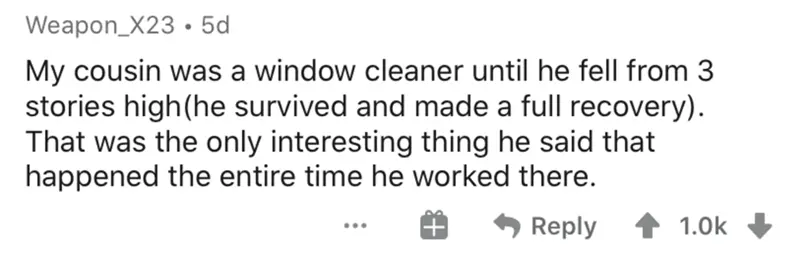 Weapon_X23 • 5d
My cousin was a window cleaner until he fell from 3
stories high(he survived and made a full recovery).
That was the only interesting thing he said that
happened the entire time he worked there.
... Reply 1.0k